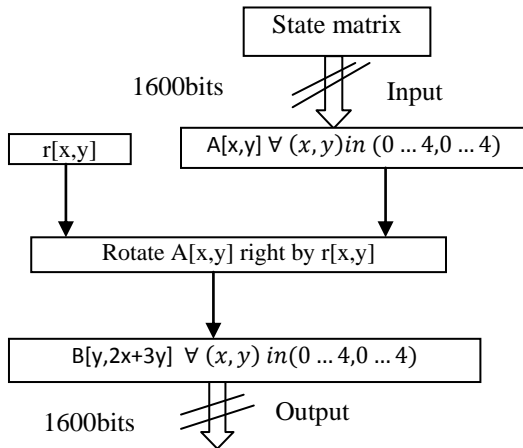 State matrix
1600bits
Input
r[x,y]
A[x,y] ∀ (x, y)in (0 … 4,0 … 4)
Rotate A[x,y] right by r[x,y]
B[y,2x+3y] ∀ (x, y) in(0 … 4,0 … 4)
1600bits
Output